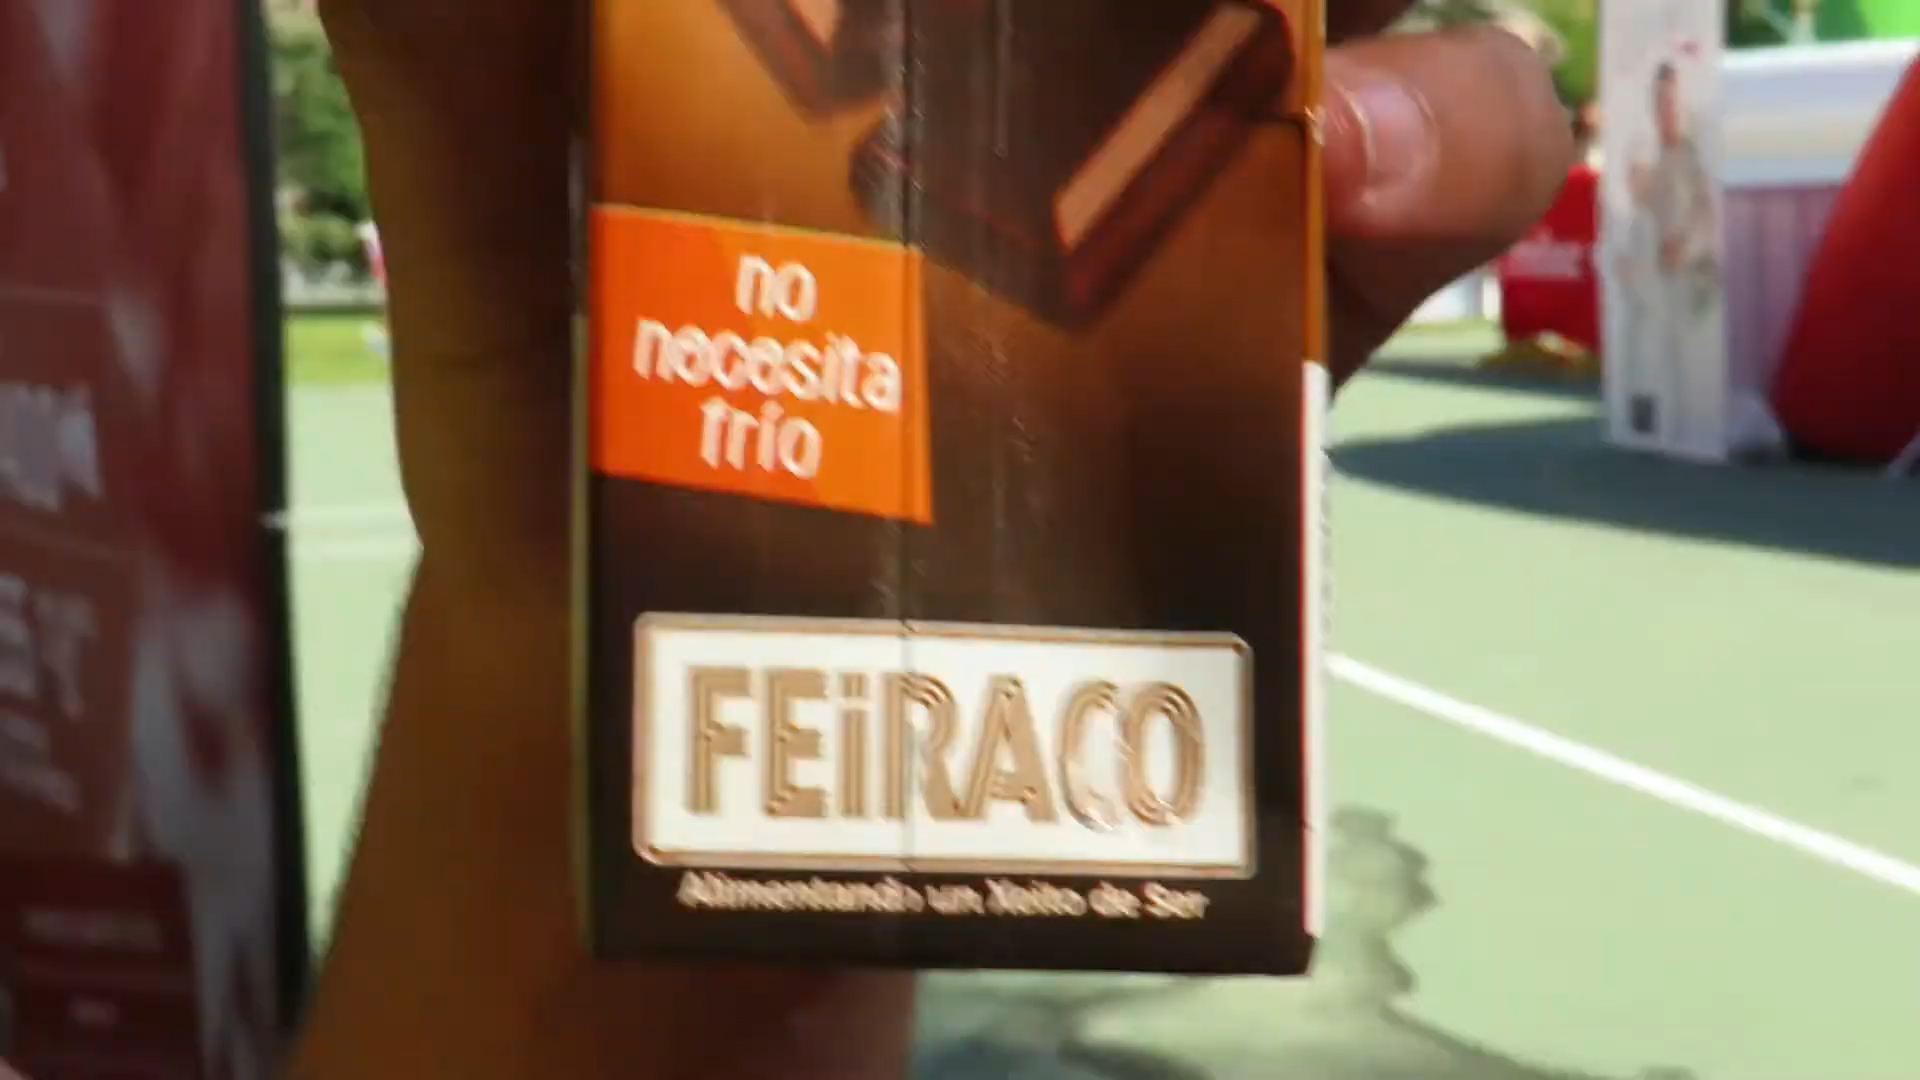 no
necesita
frío
FEiRACO
Alimentando un Xeito de Ser